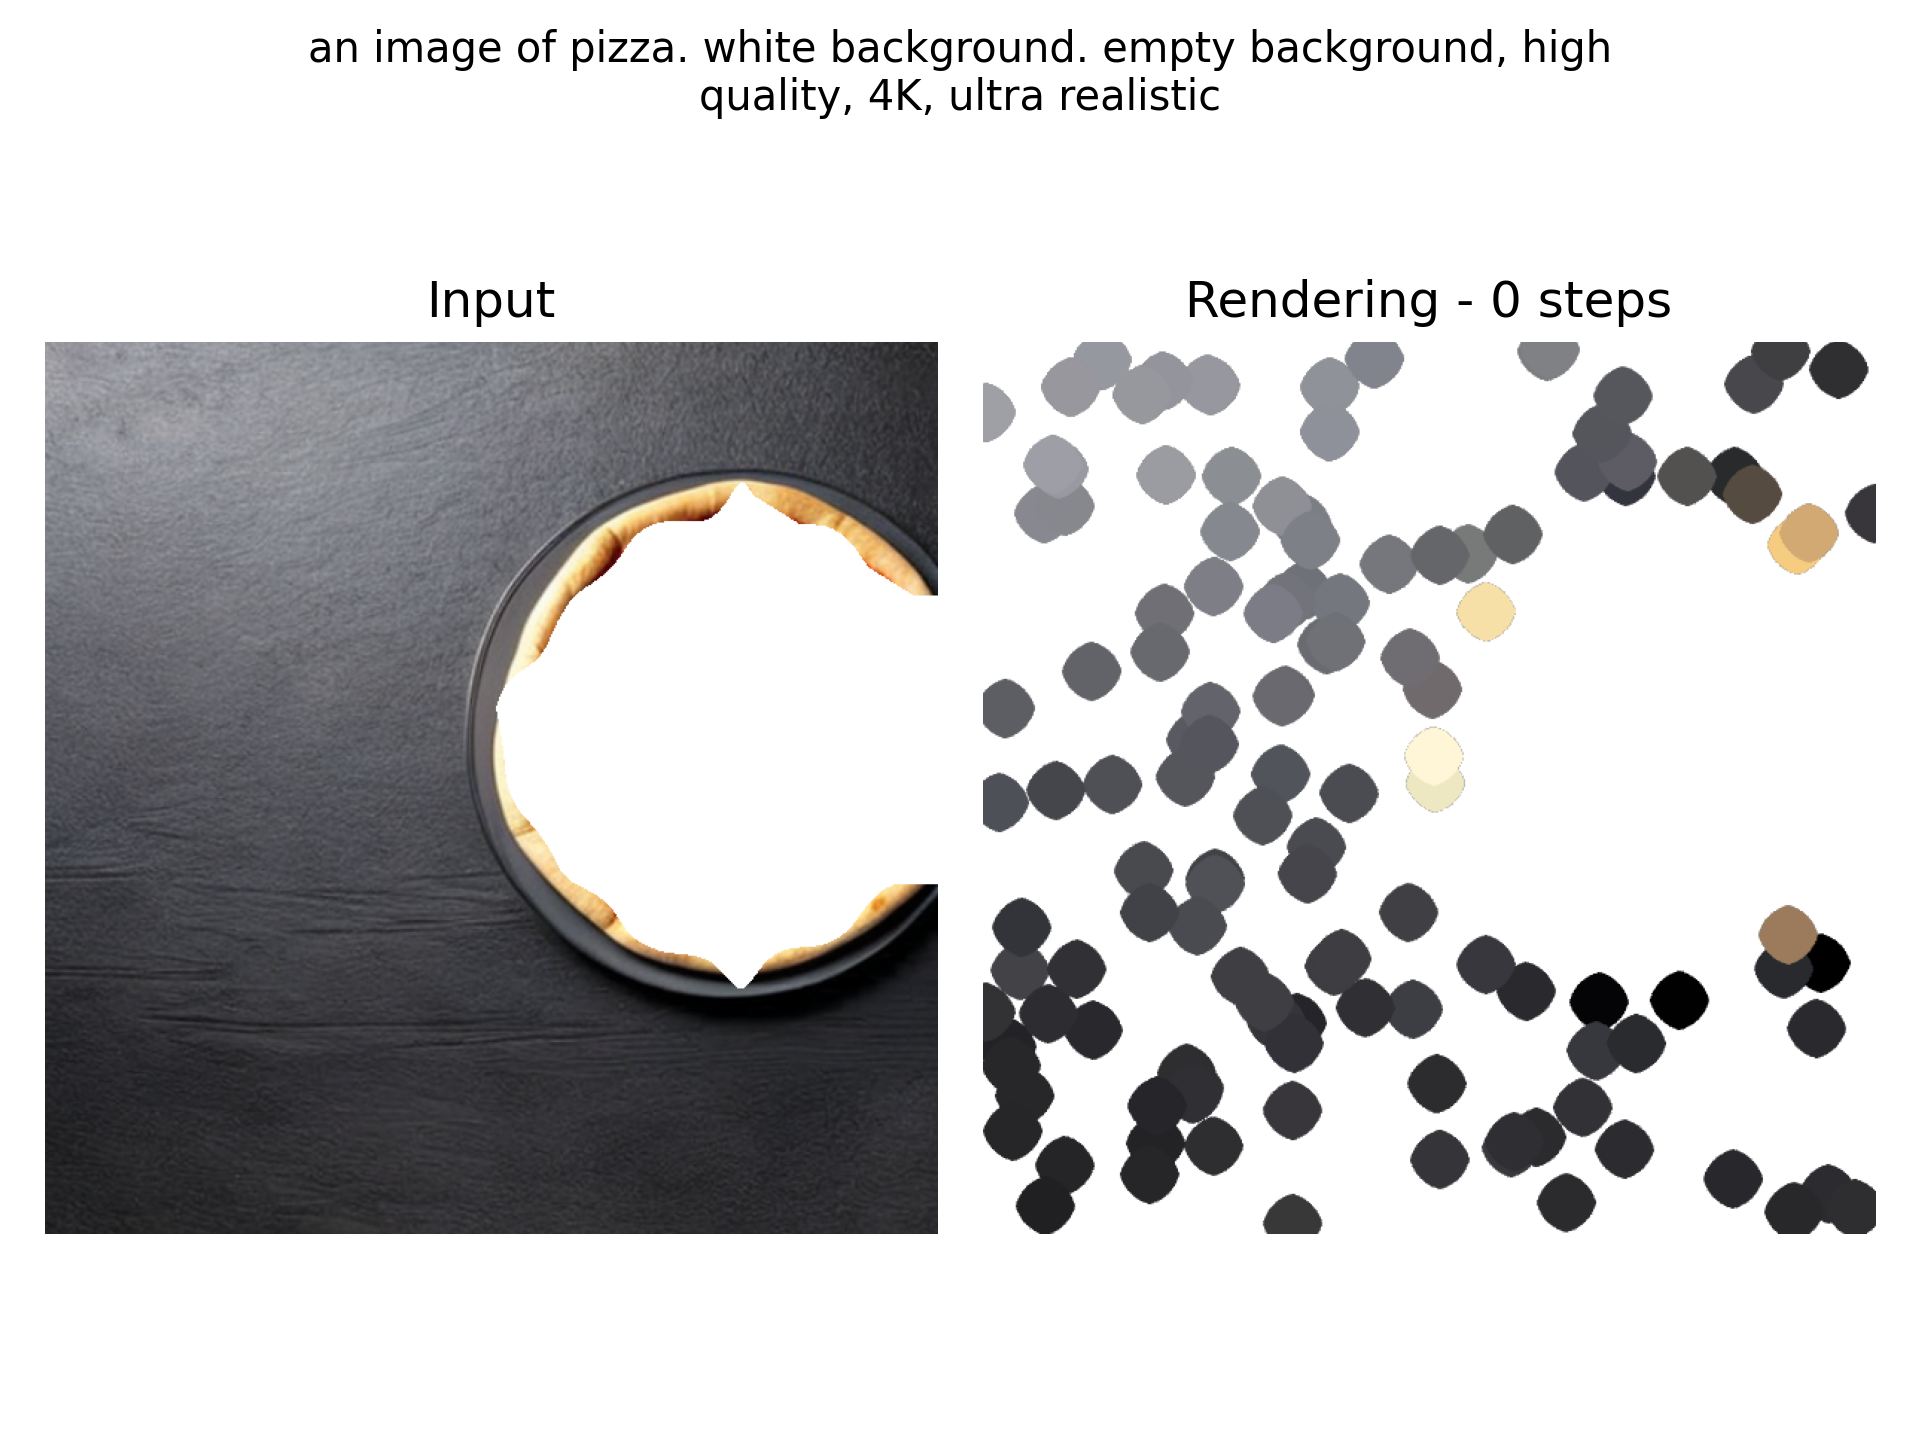 an image of pizza. white background. empty background, high
quality, 4K, ultra realistic
Input
Rendering - 0 steps